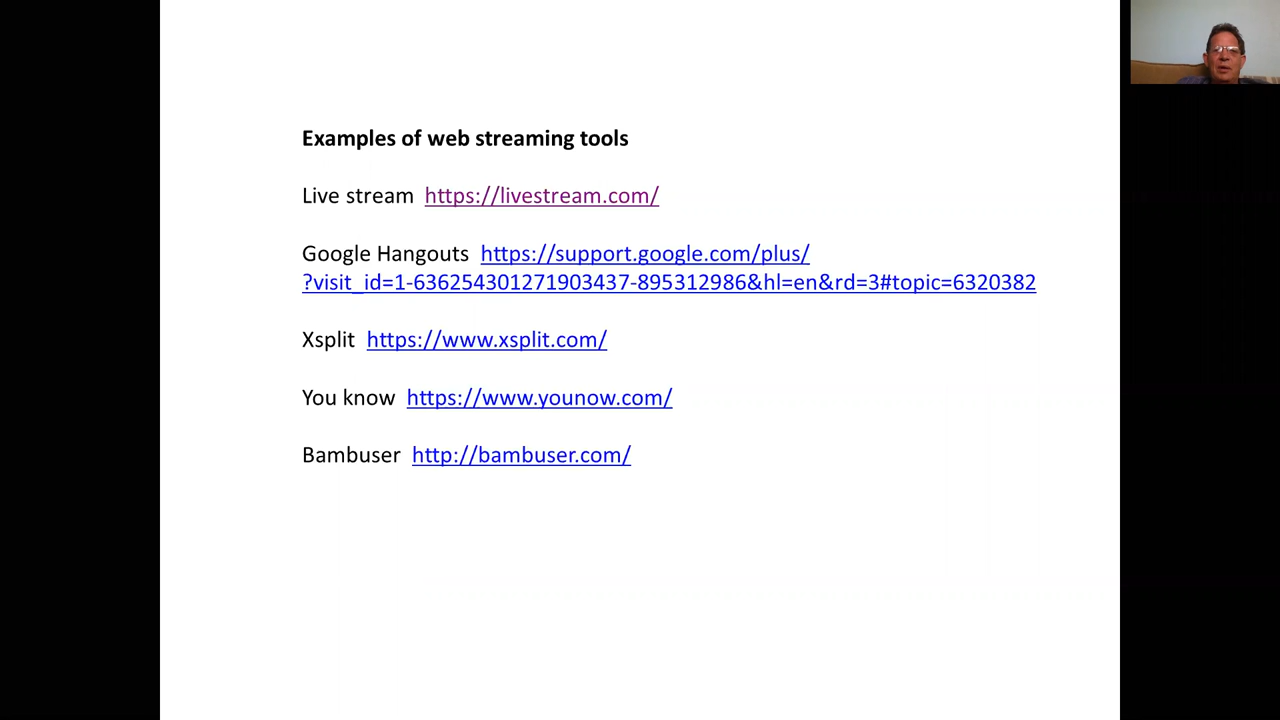 Examples of web streaming tools
Live stream https://livestream.com/
Google Hangouts https://support.google.com/plus/
?visit_id=1-636254301271903437-895312986&hl=en&rd=3#topic=6320382
Xsplit https://www.xsplit.com/
You know https://www.younow.com/
Bambuser http://bambuser.com/